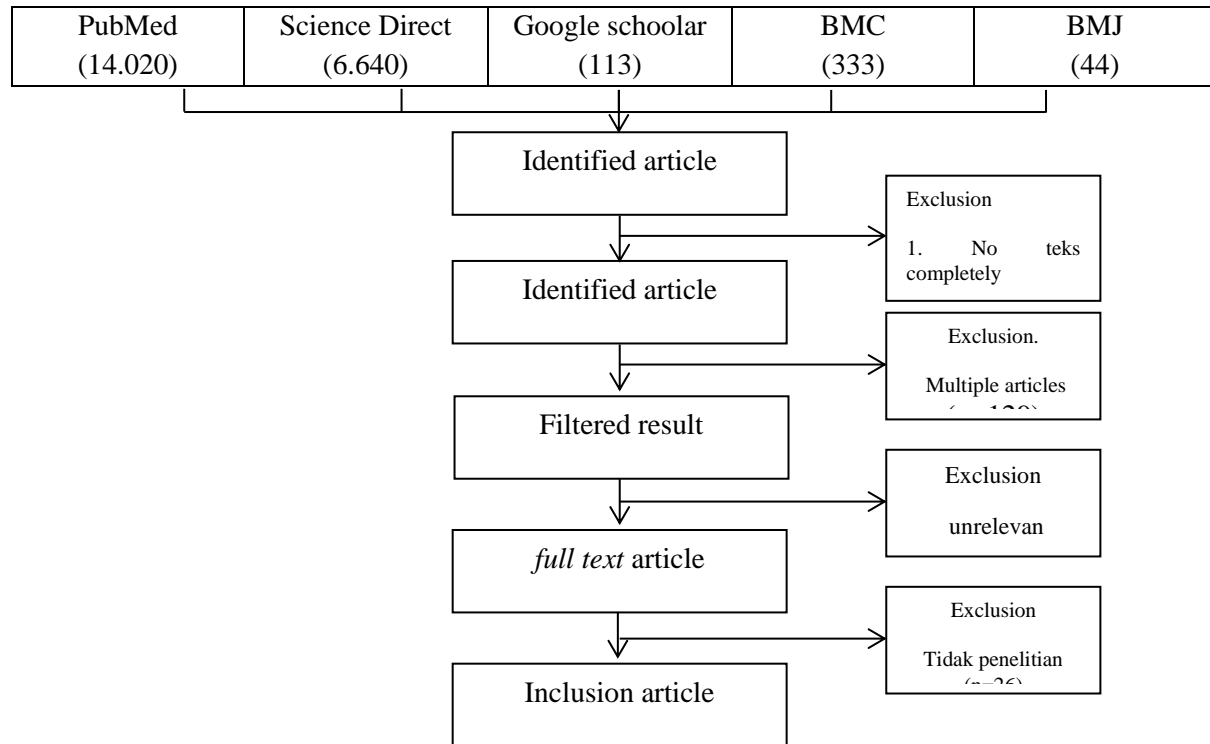 PubMed
(14.020)
Science Direct
(6.640)
Google schoolar
(113)
BMC
(333)
BMJ
(44)
Identified article
Exclusion
1. No teks
completely
Identified article
Exclusion.
Multiple articles
Filtered result
Exclusion
unrelevan
full text article
Exclusion
Tidak penelitian
Inclusion article